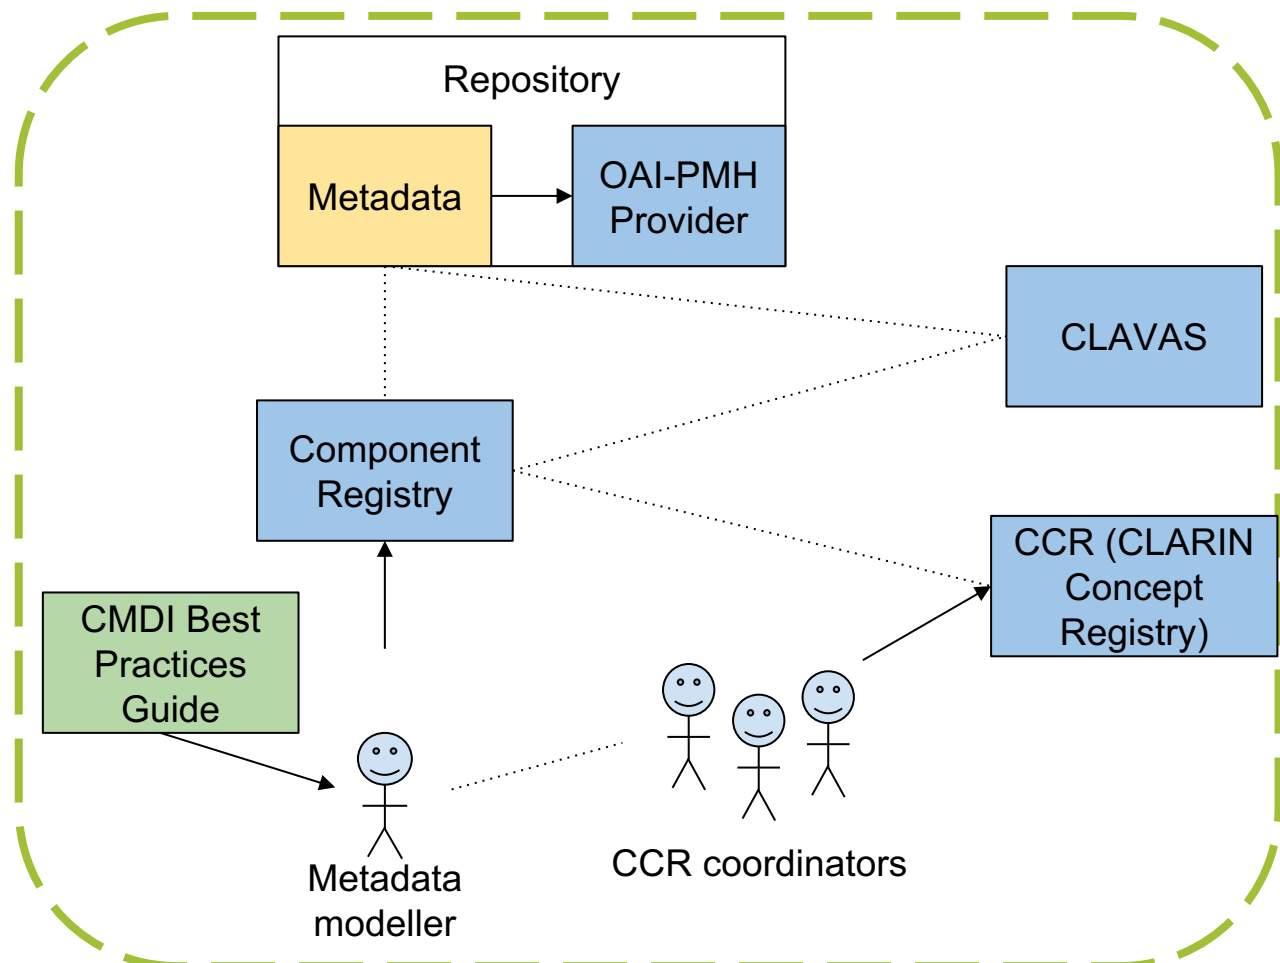 Repository
Metadata
OAI-PMH
Provider
CLAVAS
Component
Registry
CCR (CLARIN
Concept
Registry)
CMDI Best
Practices
Guide
Metadata
modeller
CCR coordinators